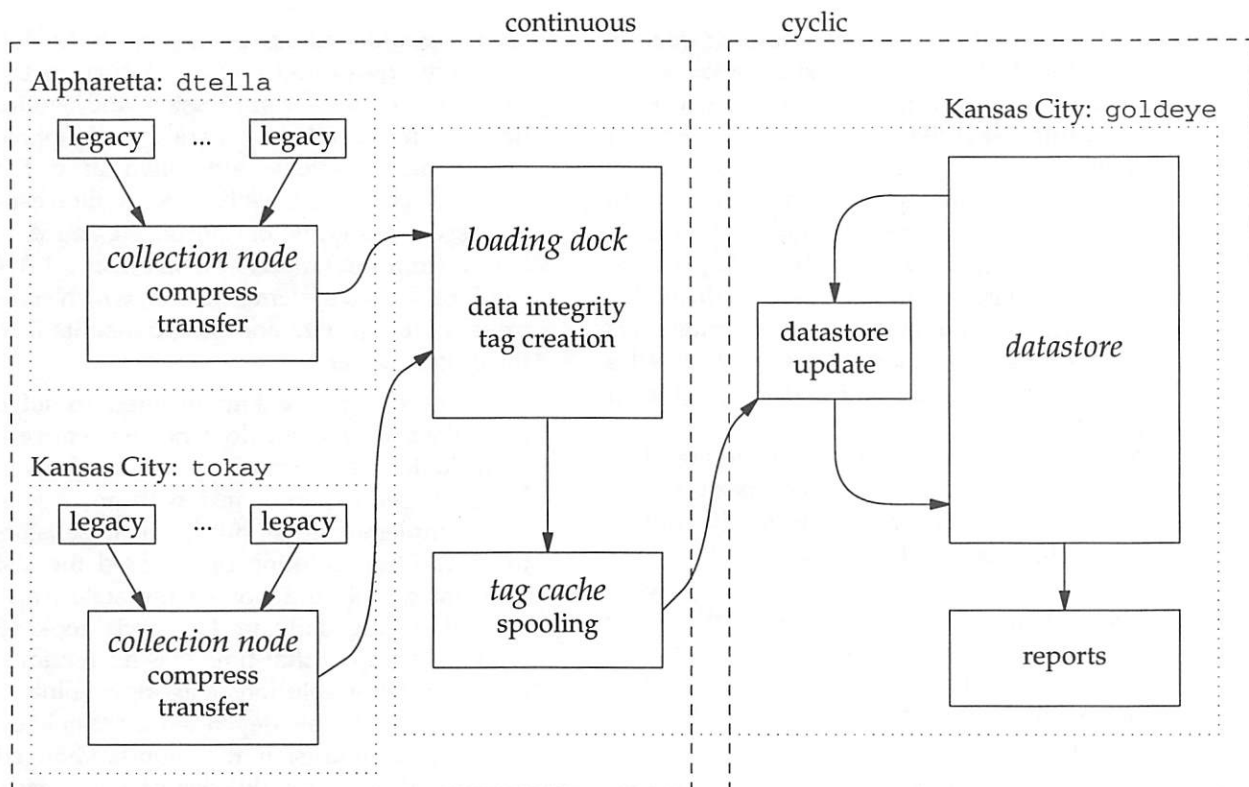 continuous
cyclic
Alpharetta: dtella
legacy ... legacy
collection node
compress
transfer
Kansas City: tokay
legacy ... legacy
collection node
compress
transfer
loading dock
data integrity
tag creation
tag cache
spooling
Kansas City: goldeye
datastore
update
datastore
reports